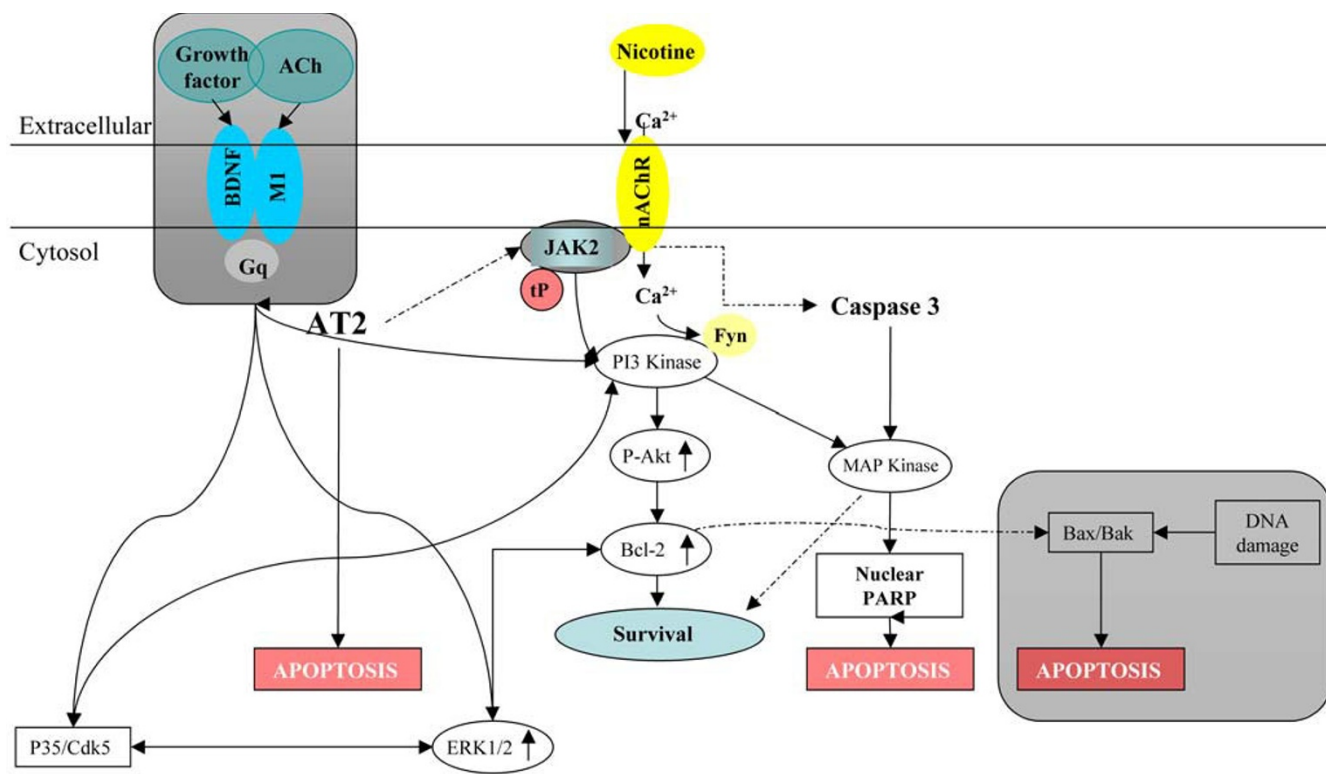 Growth
factor
ACh
Nicotine
Extracellular
Ca²⁺
BDNF
M1
nAChR
Cytosol
Gq
JAK2
tP
Ca²⁺
AT2
Fyn
Caspase 3
PI3 Kinase
P-Akt
MAP Kinase
Bcl-2
Bax/Bak
DNA
damage
Nuclear
PARP
Survival
APOPTOSIS
APOPTOSIS
APOPTOSIS
P35/Cdk5
ERK1/2